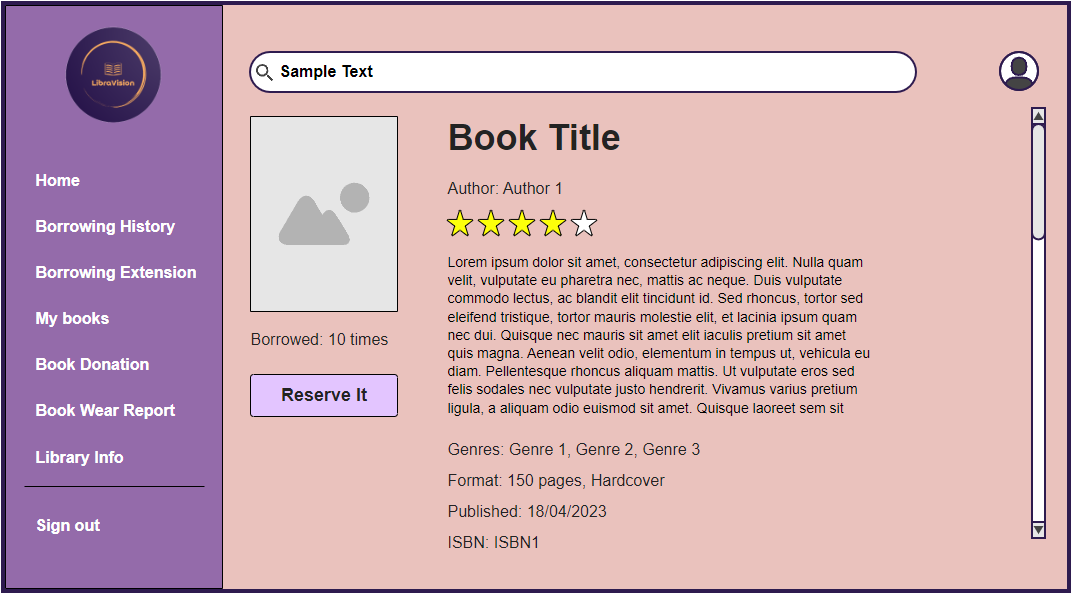 LibraVision
Home
Borrowing History
Borrowing Extension
My books
Book Donation
Book Wear Report
Library Info
Sign out
Sample Text
Borrowed: 10 times
Reserve It
Book Title
Author: Author 1
Lorem ipsum dolor sit amet, consectetur adipiscing elit. Nulla quam
velit, vulputate eu pharetra nec, mattis ac neque. Duis vulputate
commodo lectus, ac blandit elit tincidunt id. Sed rhoncus, tortor sed
eleifend tristique, tortor mauris molestie elit, et lacinia ipsum quam
nec dui. Quisque nec mauris sit amet elit iaculis pretium sit amet
quis magna. Aenean velit odio, elementum in tempus ut, vehicula eu
diam. Pellentesque rhoncus aliquam mattis. Ut vulputate eros sed
felis sodales nec vulputate justo hendrerit. Vivamus varius pretium
ligula, a aliquam odio euismod sit amet. Quisque laoreet sem sit
Genres: Genre 1, Genre 2, Genre 3
Format: 150 pages, Hardcover
Published: 18/04/2023
ISBN: ISBN1